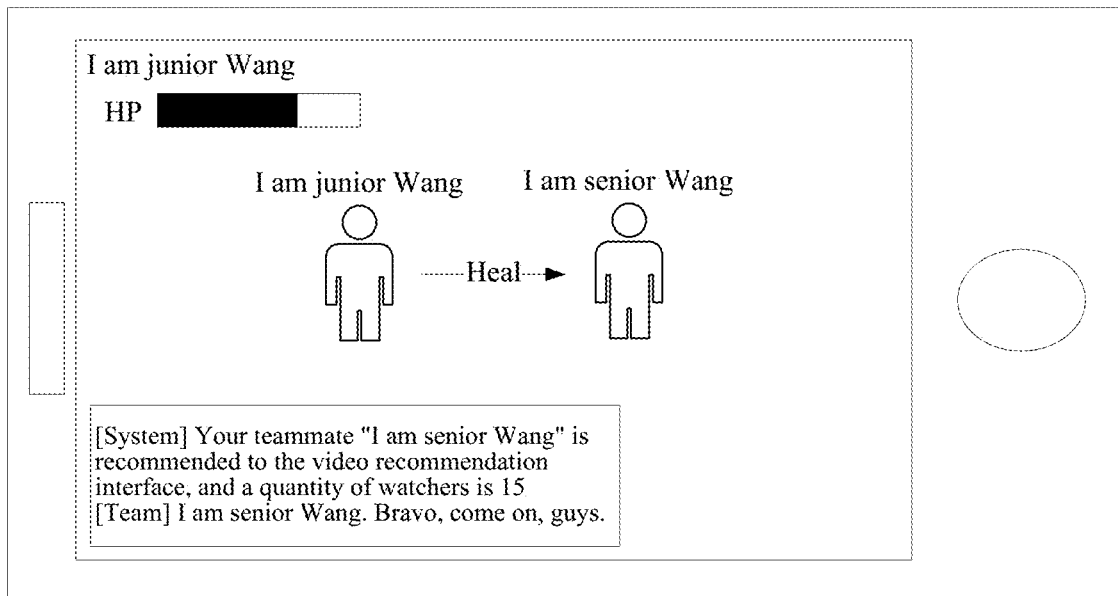 I am junior Wang
HP
I am junior Wang
I am senior Wang
Heal
[System] Your teammate "I am senior Wang" is
recommended to the video recommendation
interface, and a quantity of watchers is 15
[Team] I am senior Wang. Bravo, come on, guys.